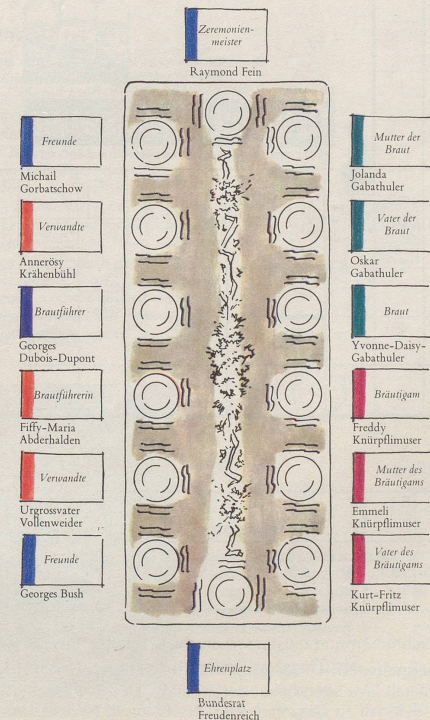 Zeremonien-
meister
Raymond Fein
Freunde
Michail
Gorbatschow
Verwandte
Annerösy
Krähenbühl
Brautführer
Georges
Dubois-Dupont
Brautführerin
Fiffy-Maria
Abderhalden
Verwandte
Urgrossvater
Vollenweider
Freunde
Georges Bush
Mutter der
Braut
Jolanda
Gabathuler
Vater der
Braut
Oskar
Gabathuler
Braut
Yvonne-Daisy-
Gabathuler
Bräutigam
Freddy
Knürpflimuser
Mutter des
Bräutigams
Emmeli
Knürpflimuser
Vater des
Bräutigams
Kurt-Fritz
Knürpflimuser
Ehrenplatz
Bundesrat
Freudenreich